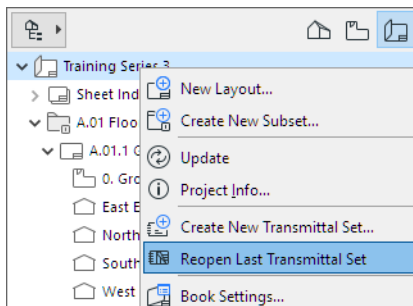 Training Series 3
Sheet Ind
New Layout...
A.01 Floo
Create New Subset...
A.01.1 G
Update
0. Gro
Project Info...
East E
North
Create New Transmittal Set...
South
Reopen Last Transmittal Set
West
Book Settings...